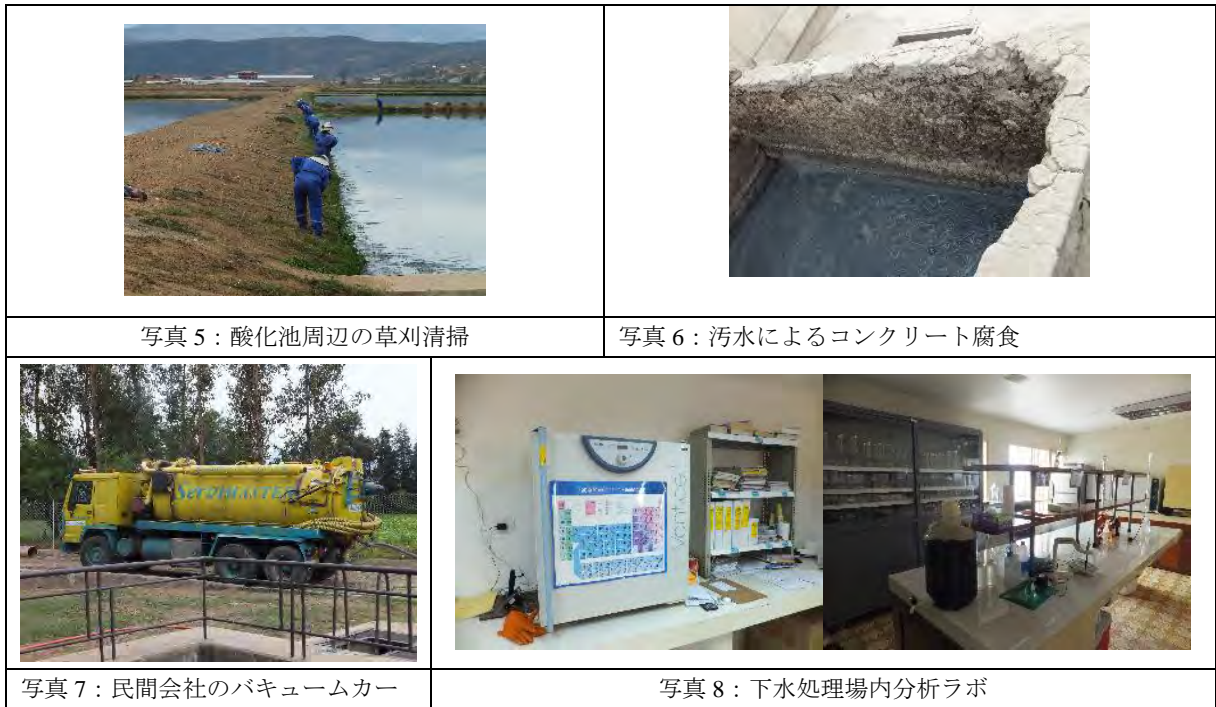 写真 5：酸化池周辺の草刈清掃
写真 6：汚水によるコンクリート腐食
写真 7：民間会社のバキュームカー
写真 8：下水処理場内分析ラボ